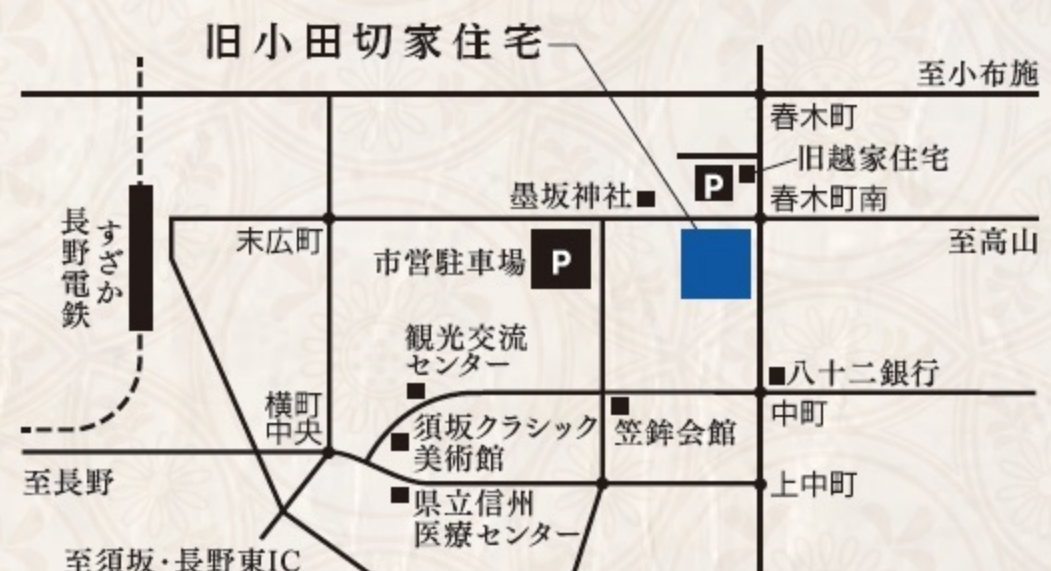 旧小田切家住宅
至小布施
春木町
旧越家住宅
P
墨坂神社
春木町南
至高山
末広町
市営駐車場
P
すざか
長野電鉄
観光交流
センター
八十二銀行
中町
横町
中央
須坂クラシック
美術館
笠鉾会館
至長野
上中町
県立信州
医療センター
至須坂・長野東IC